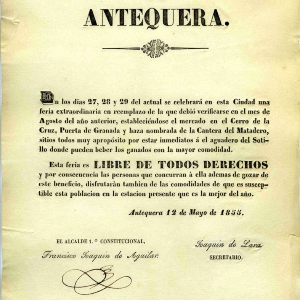 ANTEQUERA.
En los días 27, 28 y 29 del actual se celebrará en esta Ciudad una
feria extraordinaria en reemplazo de la que debió verificarse en el mes de
Agosto del año anterior, estableciéndose el mercado en el Cerro de la
Cruz, Puerta de Granada y haza nombrada de la Cantera del Matadero,
sitios todos muy apropósito por estar inmediatos á el aguadero del Soti-
llo donde pueden beber los ganados con la mayor comodidad.
Esta feria es LIBRE DE TODOS DERECHOS
y por consecuencia las personas que concurran á ella ademas de gozar de
este beneficio, disfrutarán tambien de las comodidades de que es suscep-
tible esta poblacion en la estacion presente que es la mejor del año.
Antequera 12 de Mayo de 1855.
EL ALCALDE 1.º CONSTITUCIONAL,
Francisco Joaquin de Aguilar.
Joaquin de Lara
SECRETARIO.